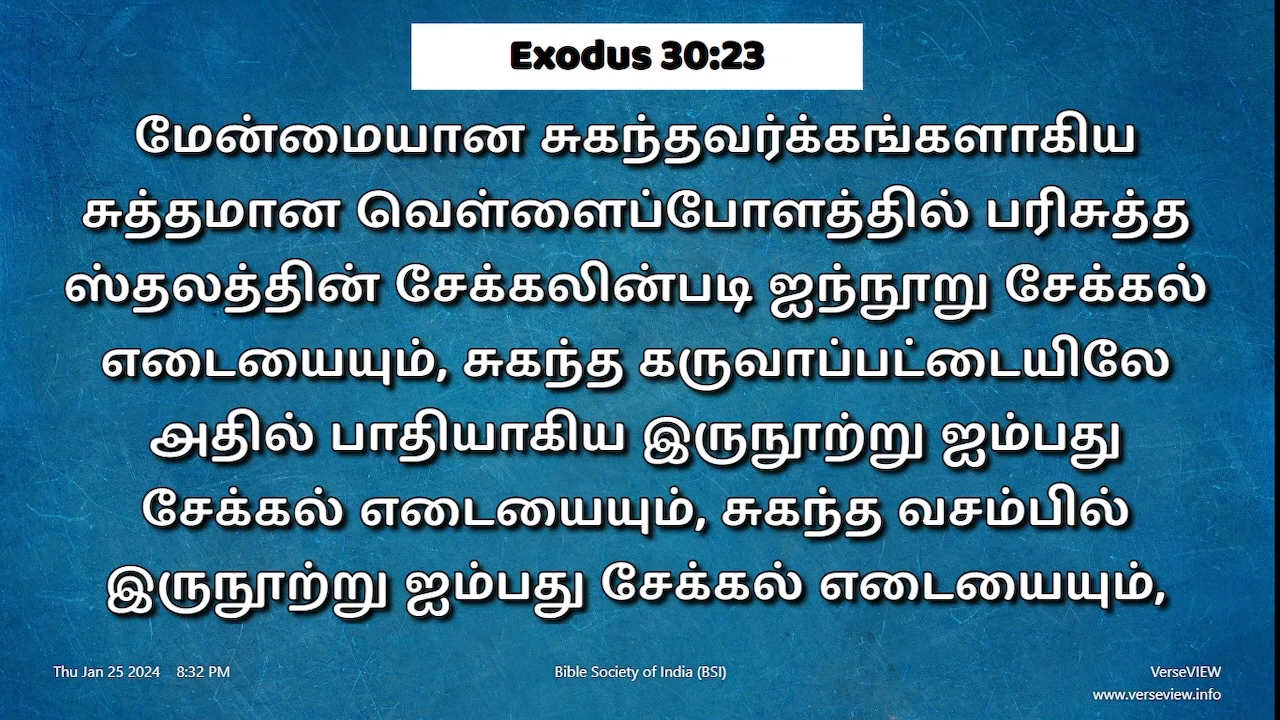 Exodus 30:23
மேன்மையான சுகந்தவர்க்கங்களாகிய
சுத்தமான வெள்ளைப்போளத்தில் பரிசுத்த
ஸ்தலத்தின் சேக்கலின்படி ஐந்நூறு சேக்கல்
எடையையும், சுகந்த கருவாப்பட்டையிலே
அதில் பாதியாகிய இருநூற்று ஐம்பது
சேக்கல் எடையையும், சுகந்த வசம்பில்
இருநூற்று ஐம்பது சேக்கல் எடையையும்,
Thu Jan 25 2024 8:32 PM
Bible Society of India (BSI)
VerseVIEW
www.verseview.info